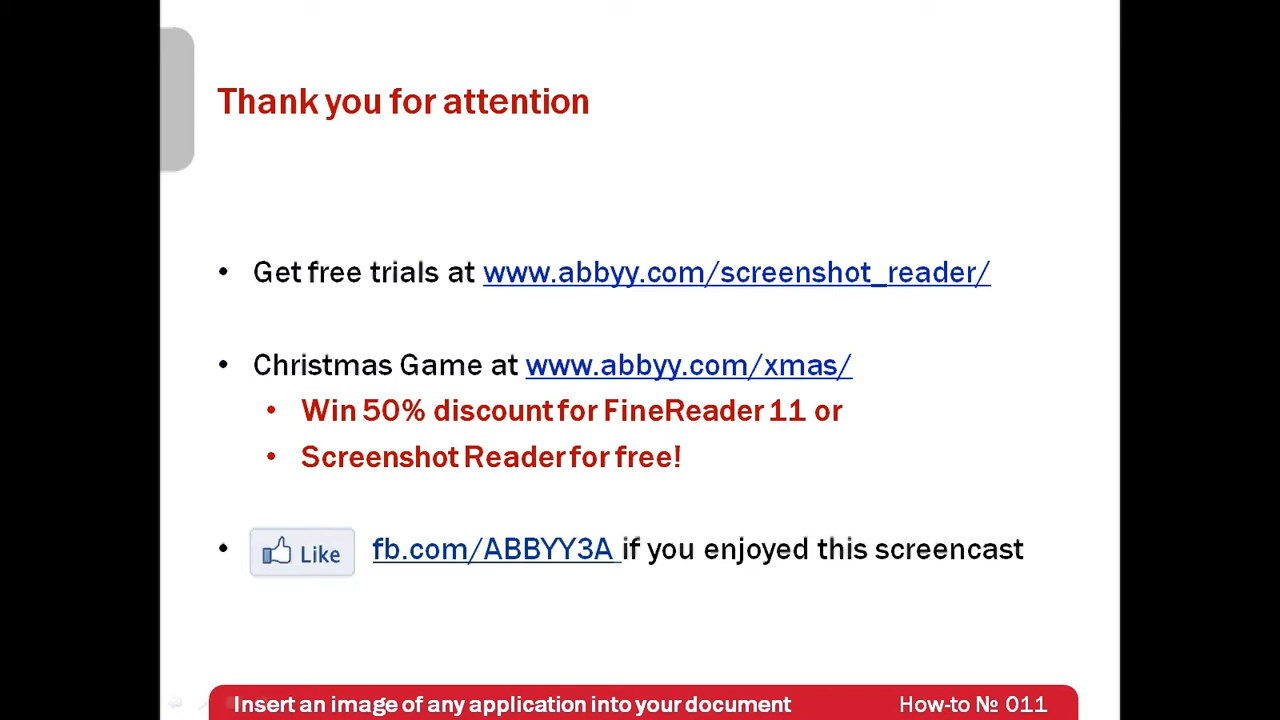 Thank you for attention
• Get free trials at www.abbyy.com/screenshot_reader/
• Christmas Game at www.abbyy.com/xmas/
• Win 50% discount for FineReader 11 or
• Screenshot Reader for free!
• Like fb.com/ABBYY3A if you enjoyed this screencast
Insert an image of any application into your document How-to № 011